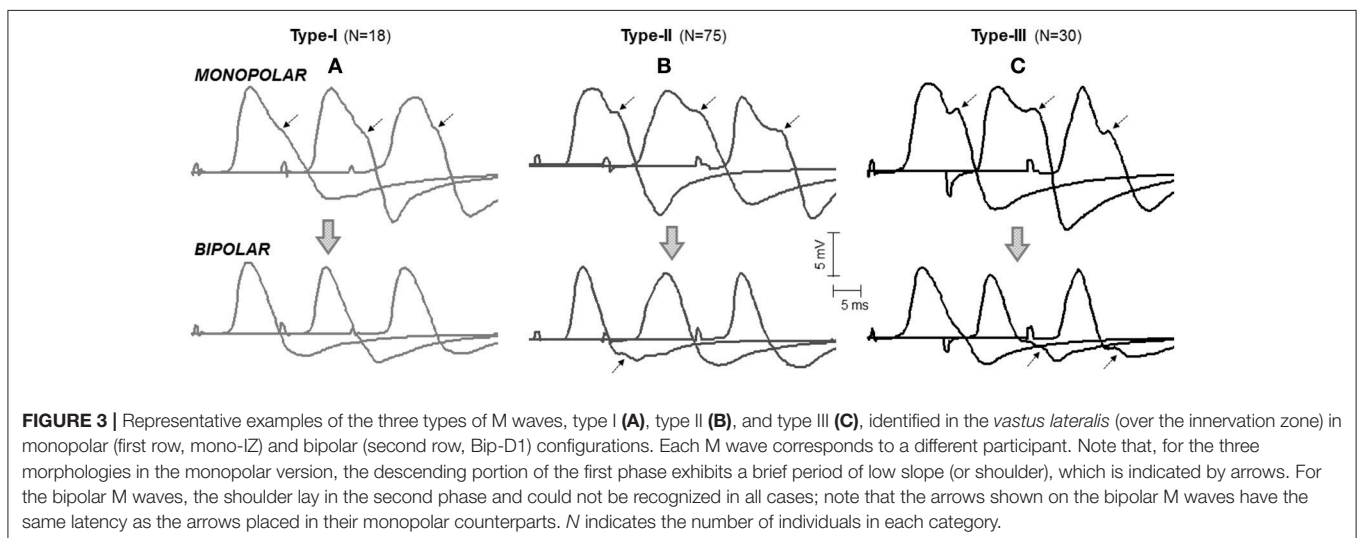 Type-I (N=18)
Type-II (N=75)
Type-III (N=30)
A
B
C
MONOPOLAR
BIPOLAR
5 mV
5 ms
FIGURE 3 | Representative examples of the three types of M waves, type I (A), type II (B), and type III (C), identified in the vastus lateralis (over the innervation zone) in
monopolar (first row, mono-IZ) and bipolar (second row, Bip-D1) configurations. Each M wave corresponds to a different participant. Note that, for the three
morphologies in the monopolar version, the descending portion of the first phase exhibits a brief period of low slope (or shoulder), which is indicated by arrows. For
the bipolar M waves, the shoulder lay in the second phase and could not be recognized in all cases; note that the arrows shown on the bipolar M waves have the
same latency as the arrows placed in their monopolar counterparts. N indicates the number of individuals in each category.